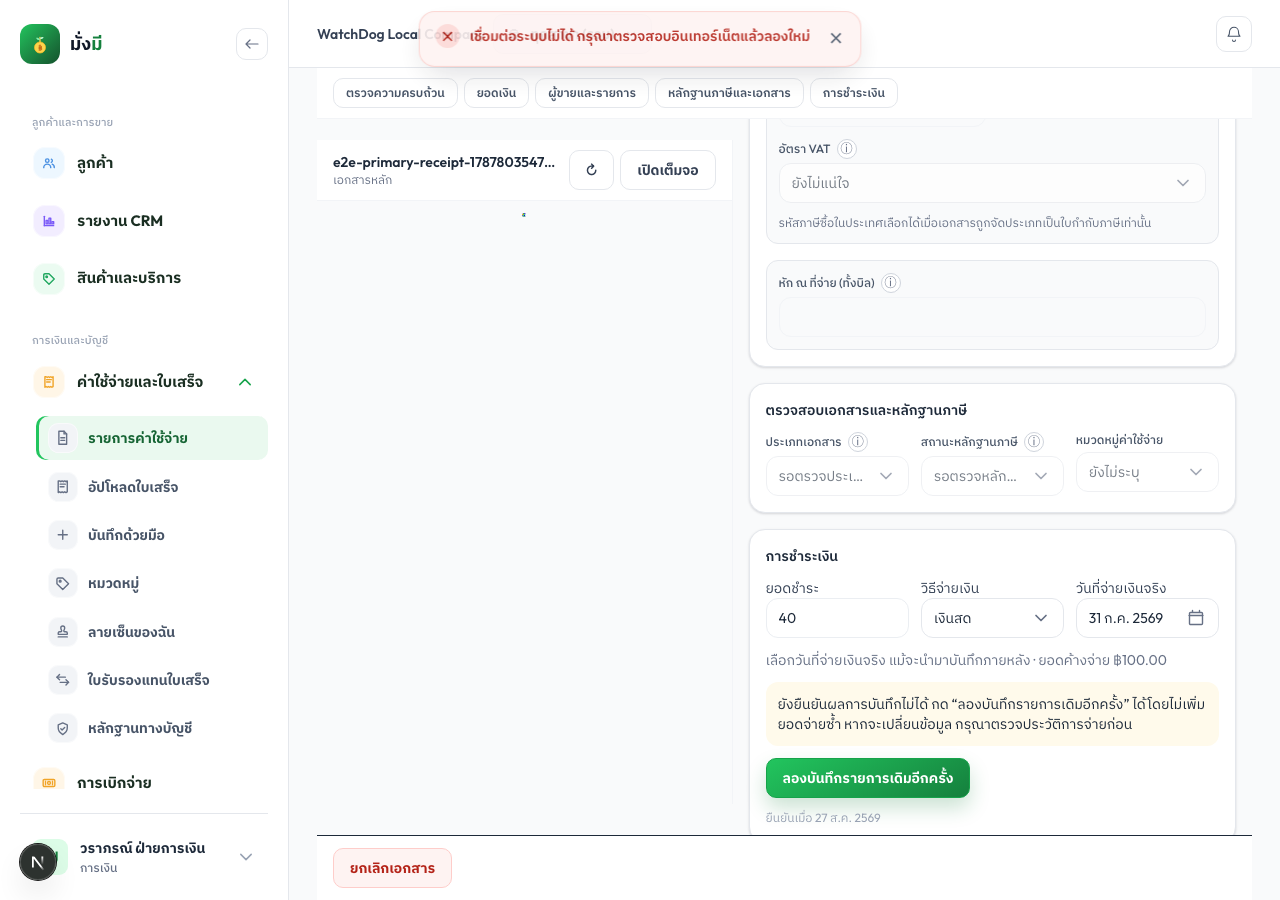 มั่งมี
ลูกค้าและการขาย
ลูกค้า
รายงาน CRM
สินค้าและบริการ
การเงินและบัญชี
ค่าใช้จ่ายและใบเสร็จ
รายการค่าใช้จ่าย
อัปโหลดใบเสร็จ
บันทึกด้วยมือ
หมวดหมู่
ลายเซ็นของฉัน
ใบรับรองแทนใบเสร็จ
หลักฐานทางบัญชี
การเบิกจ่าย
N
วราภรณ์ ฝ่ายการเงิน
การเงิน
WatchDog Local
เชื่อมต่อระบบไม่ได้ กรุณาตรวจสอบอินเทอร์เน็ตแล้วลองใหม่
ตรวจความครบถ้วน
ยอดเงิน
ผู้ขายและรายการ
หลักฐานภาษีและเอกสาร
การชำระเงิน
e2e-primary-receipt-1787803547...
เอกสารหลัก
เปิดเต็มจอ
อัตรา VAT
ยังไม่แน่ใจ
รหัสภาษีซื้อในประเทศเลือกได้เมื่อเอกสารถูกจัดประเภทเป็นใบกำกับภาษีเท่านั้น
หัก ณ ที่จ่าย (ทั้งบิล)
ตรวจสอบเอกสารและหลักฐานภาษี
ประเภทเอกสาร
สถานะหลักฐานภาษี
หมวดหมู่ค่าใช้จ่าย
รอตรวจประเ...
รอตรวจหลัก...
ยังไม่ระบุ
การชำระเงิน
ยอดชำระ
วิธีจ่ายเงิน
วันที่จ่ายเงินจริง
40
เงินสด
31 ก.ค. 2569
เลือกวันที่จ่ายเงินจริง แม้จะนำมาบันทึกภายหลัง · ยอดค้างจ่าย ฿100.00
ยังยืนยันผลการบันทึกไม่ได้ กด “ลองบันทึกรายการเดิมอีกครั้ง” ได้โดยไม่เพิ่ม
ยอดจ่ายซ้ำ หากจะเปลี่ยนข้อมูล กรุณาตรวจประวัติการจ่ายก่อน
ลองบันทึกรายการเดิมอีกครั้ง
ยืนยันเมื่อ 27 ส.ค. 2569
ยกเลิกเอกสาร